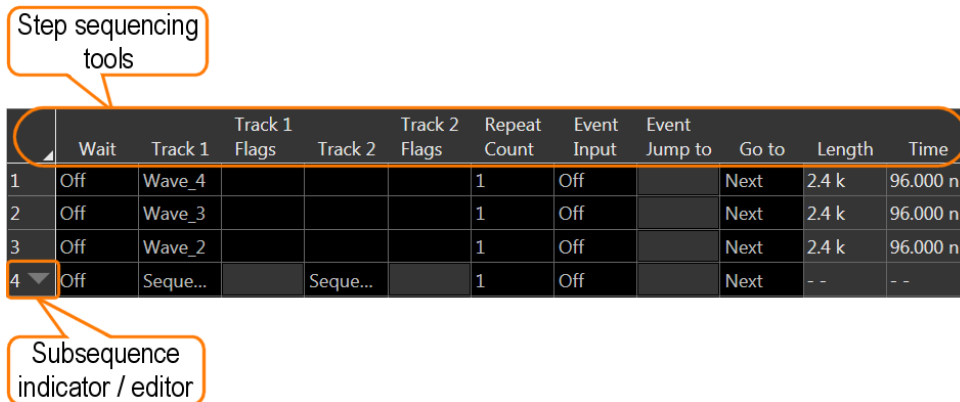 Step sequencing
tools
Track 1 Track 2 Repeat Event Event
Wait Track 1 Flags Track 2 Flags Count Input Jump to Go to Length Time
1 Off Wave_4 1 Off Next 2.4 k 96.000 n
2 Off Wave_3 1 Off Next 2.4 k 96.000 n
3 Off Wave_2 1 Off Next 2.4 k 96.000 n
4 Off Seque... Seque... 1 Off Next - - - -
Subsequence
indicator / editor